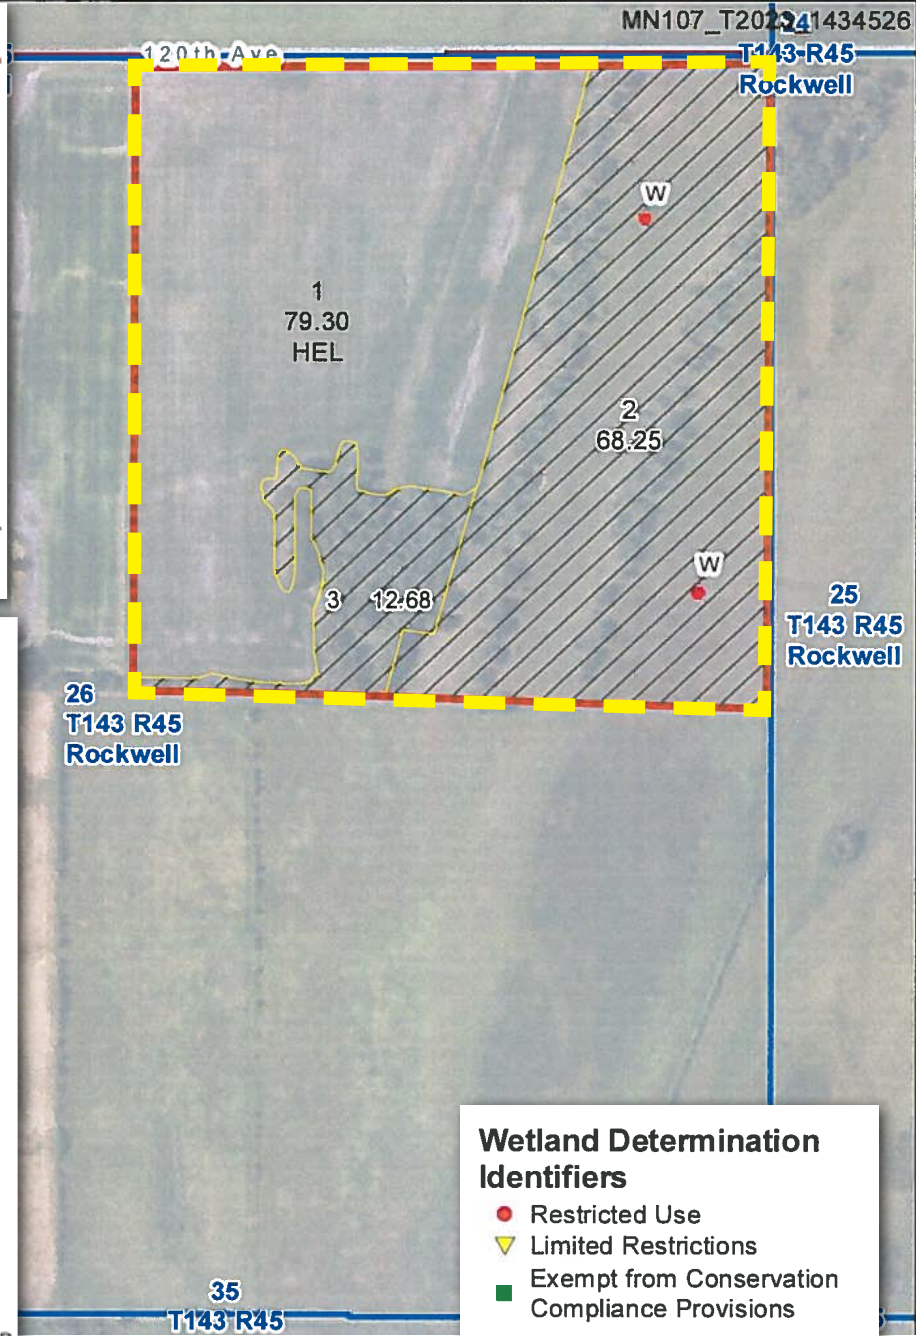 MN107_T2023_1434526
24
120th Ave
T143 R45
Rockwell
W
1
79.30
HEL
2
68.25
W
3 12.68
25
T143 R45
Rockwell
26
T143 R45
Rockwell
Wetland Determination
Identifiers
Restricted Use
Limited Restrictions
Exempt from Conservation
Compliance Provisions
35
T143 R45